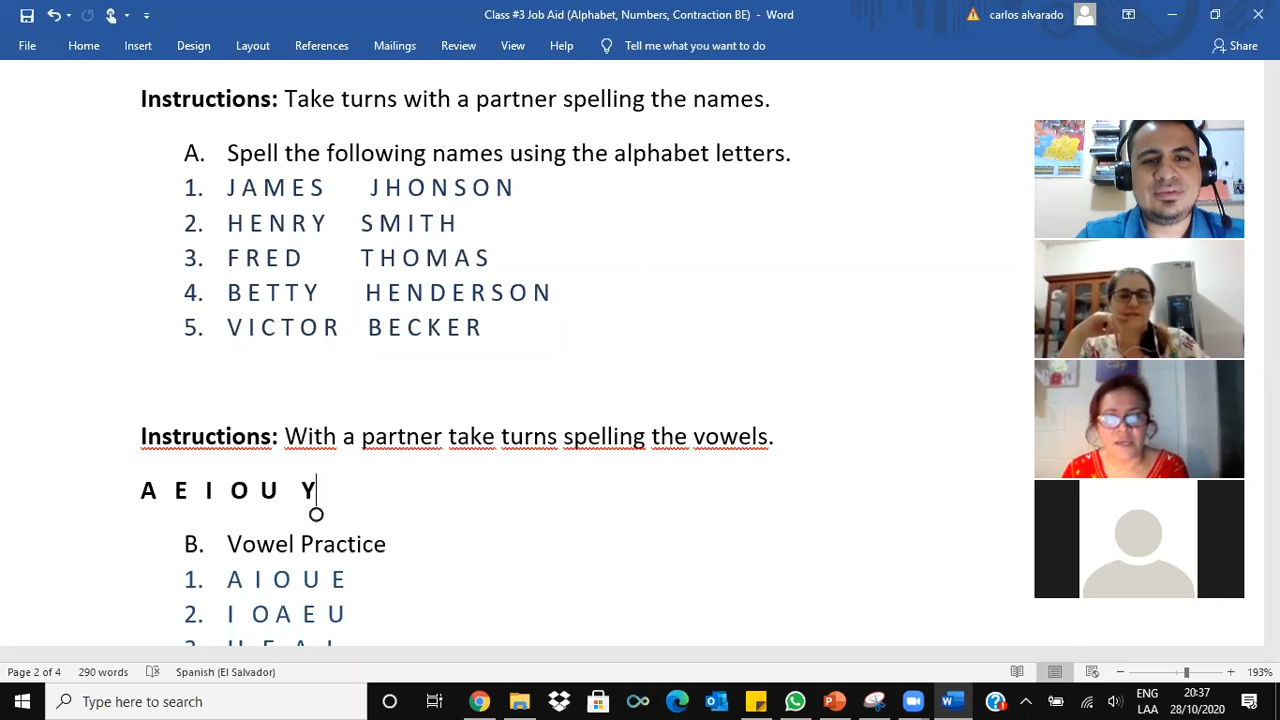 Class #3 Job Aid (Alphabet, Numbers, Contraction BE) - Word
carlos alvarado
File Home Insert Design Layout References Mailings Review View Help Tell me what you want to do Share
Instructions: Take turns with a partner spelling the names.
A. Spell the following names using the alphabet letters.
1. J A M E S J H O N S O N
2. H E N R Y S M I T H
3. F R E D T H O M A S
4. B E T T Y H E N D E R S O N
5. V I C T O R B E C K E R
Instructions: With a partner take turns spelling the vowels.
A E I O U Y
B. Vowel Practice
1. A I O U E
2. I O A E U
Page 2 of 4 290 words Spanish (El Salvador) 193%
Type here to search
ENG 20:37
LAA 28/10/2020